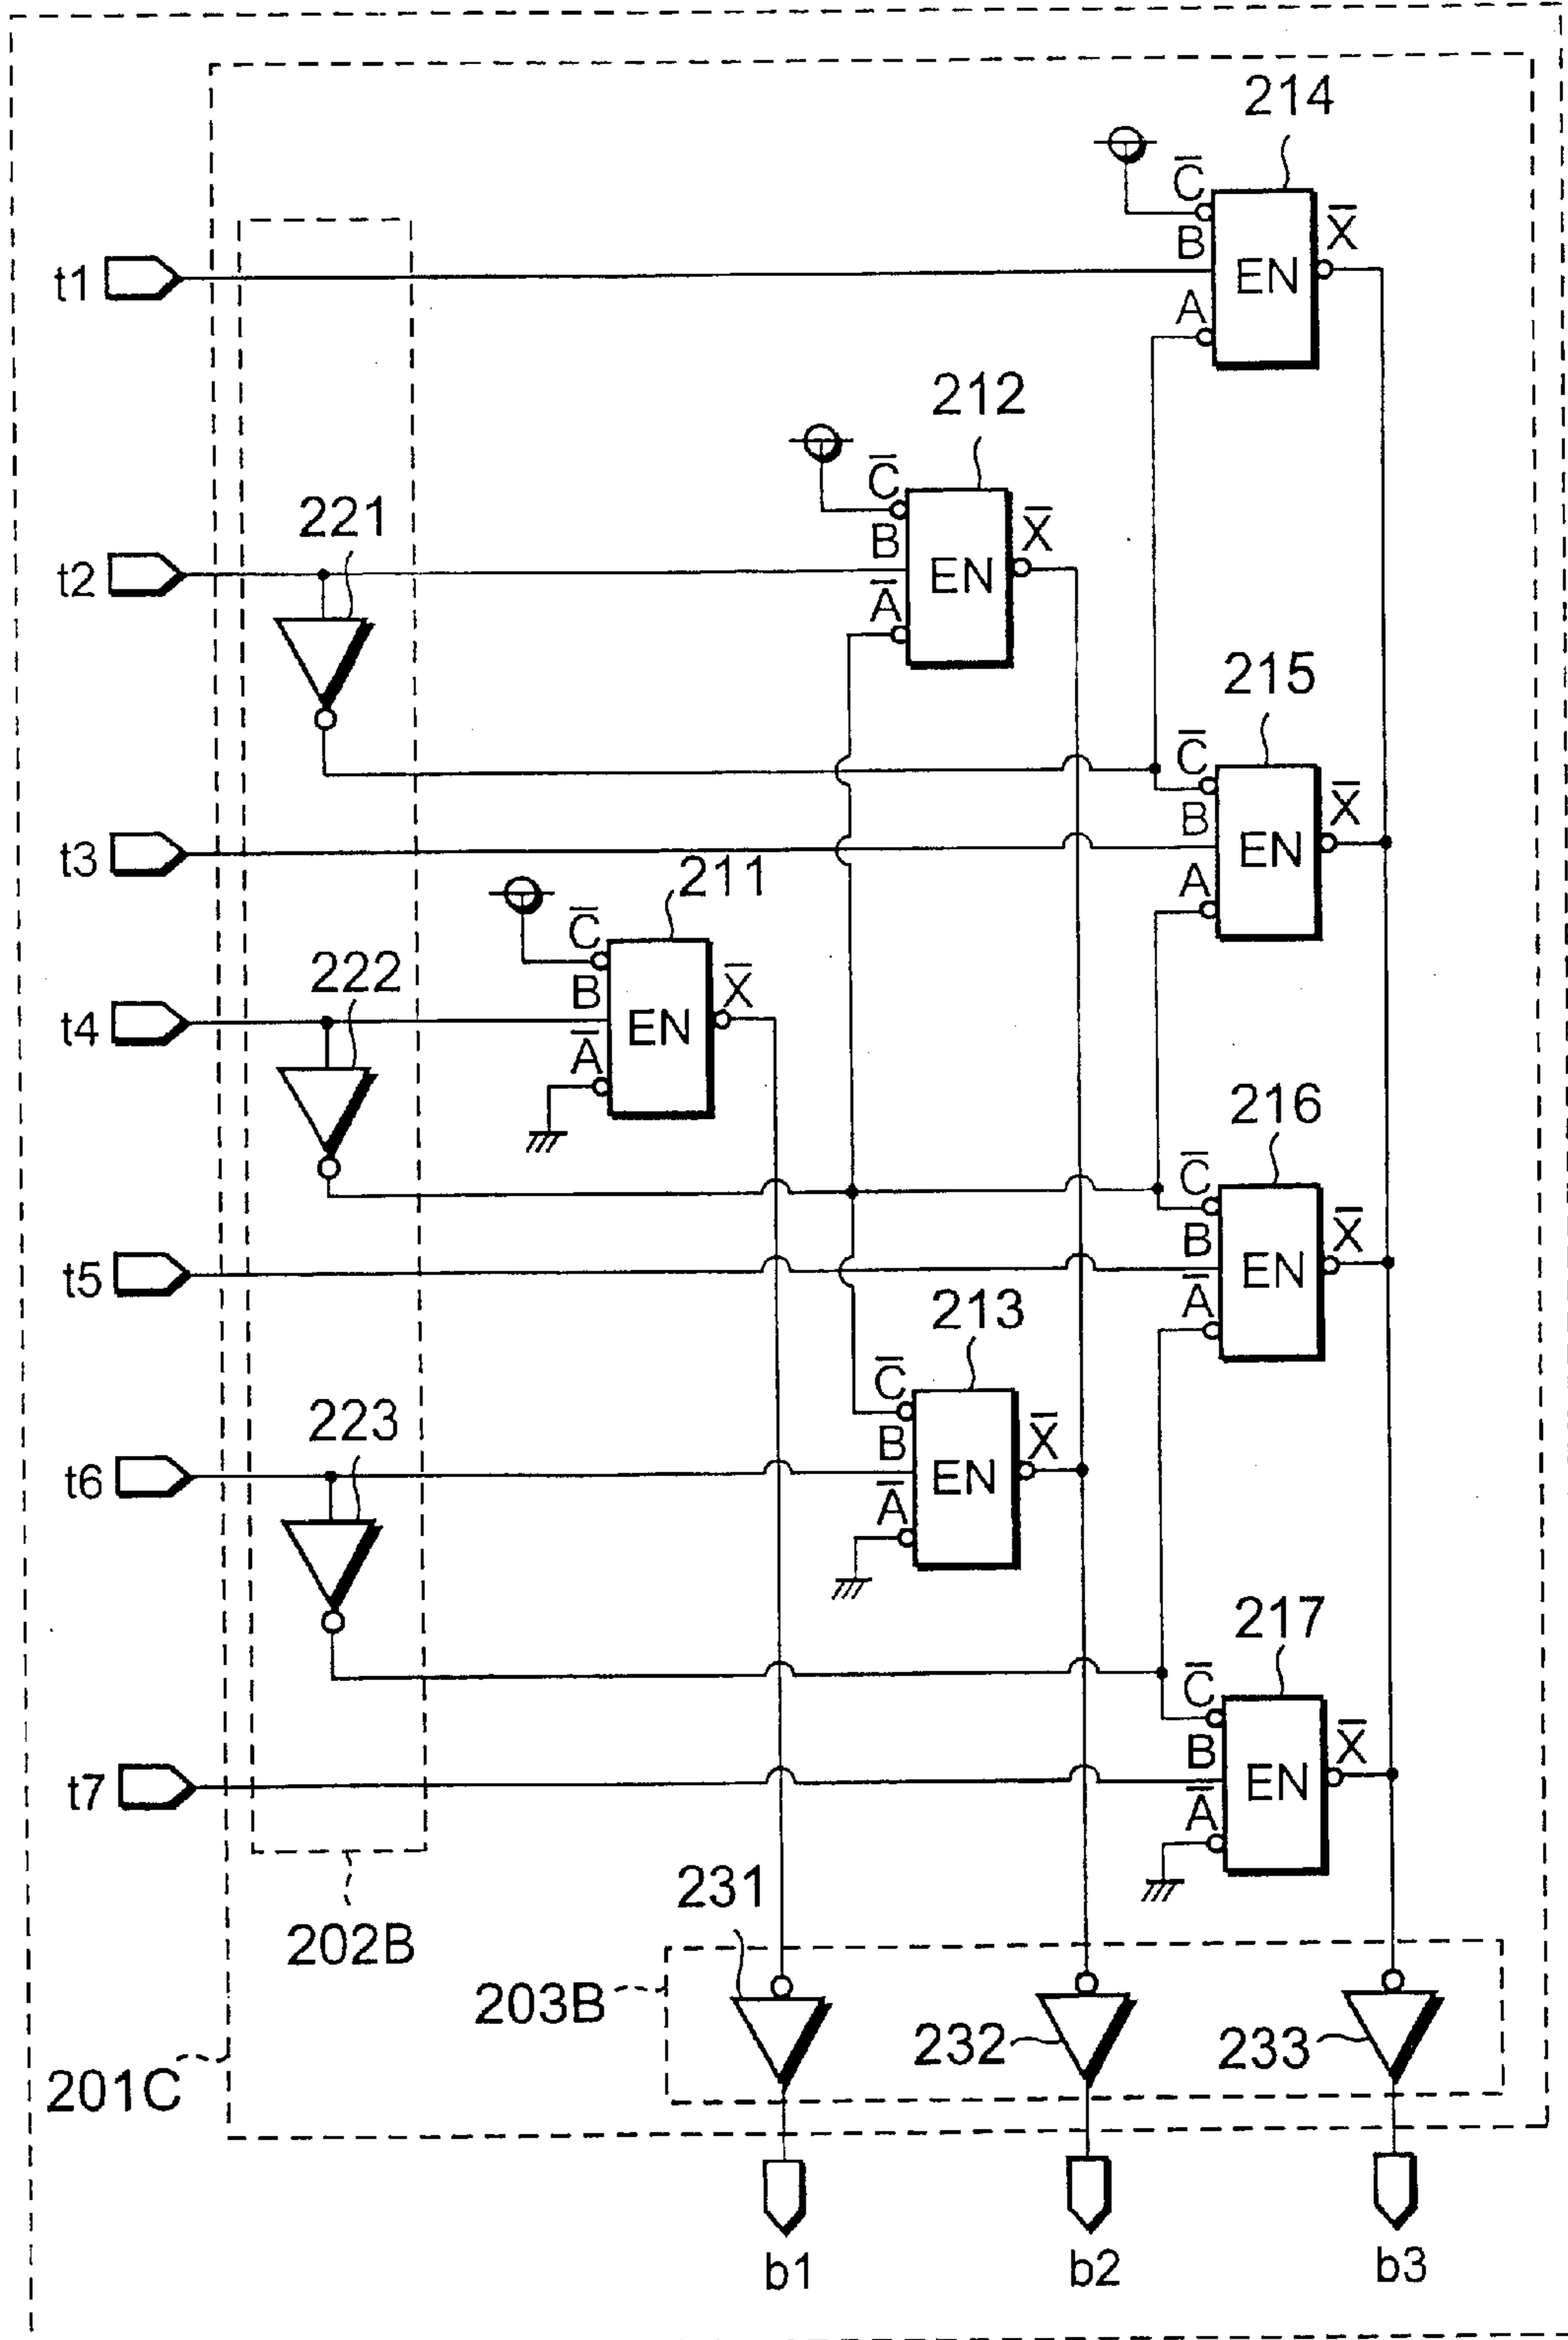 214
C̅
B
A
EN
X̅
t1
212
C̅
B
A̅
EN
X̅
221
t2
215
C̅
B
A
EN
X̅
t3
211
C̅
B
A̅
EN
X̅
222
t4
216
C̅
B
A̅
EN
X̅
t5
213
C̅
B
A̅
EN
X̅
223
t6
217
C̅
B
A̅
EN
X̅
t7
202B
231
203B
232
233
201C
b1
b2
b3